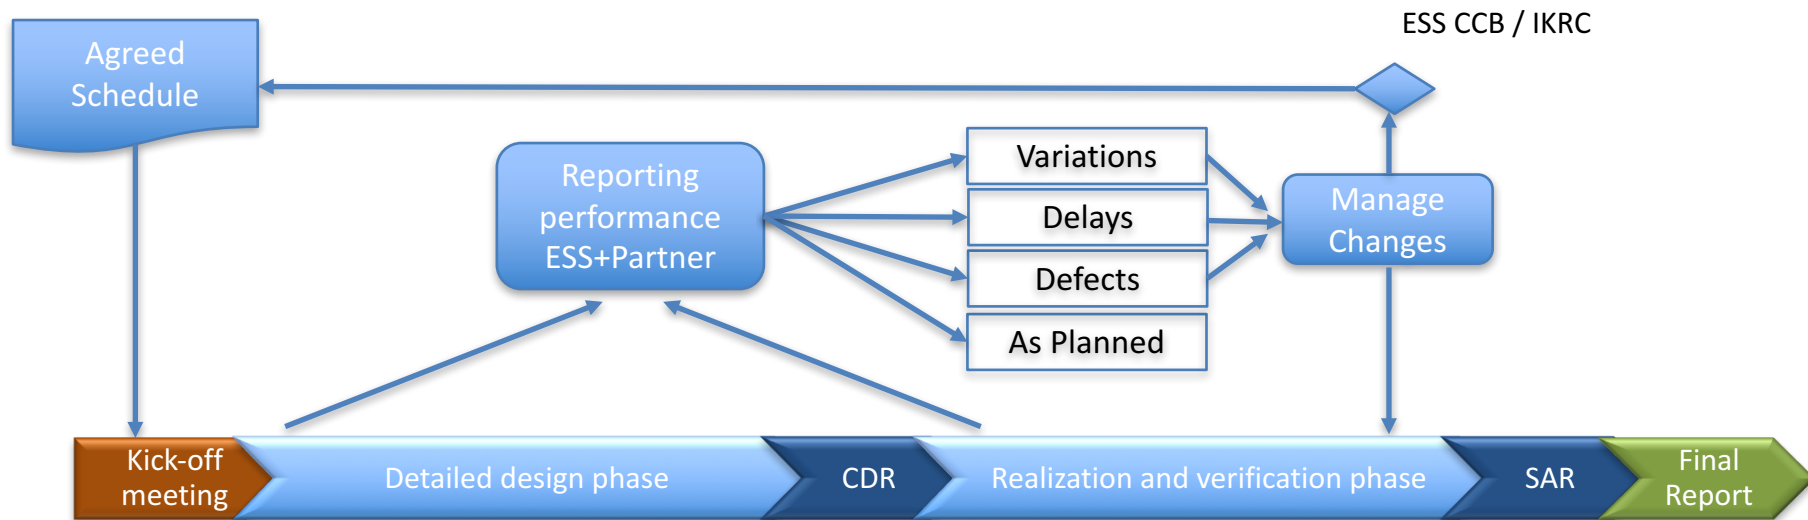 ESS CCB / IKRC
Agreed
Schedule
Reporting
performance
ESS+Partner
Variations
Delays
Defects
As Planned
Manage
Changes
Kick-off
meeting
Detailed design phase
CDR
Realization and verification phase
SAR
Final
Report